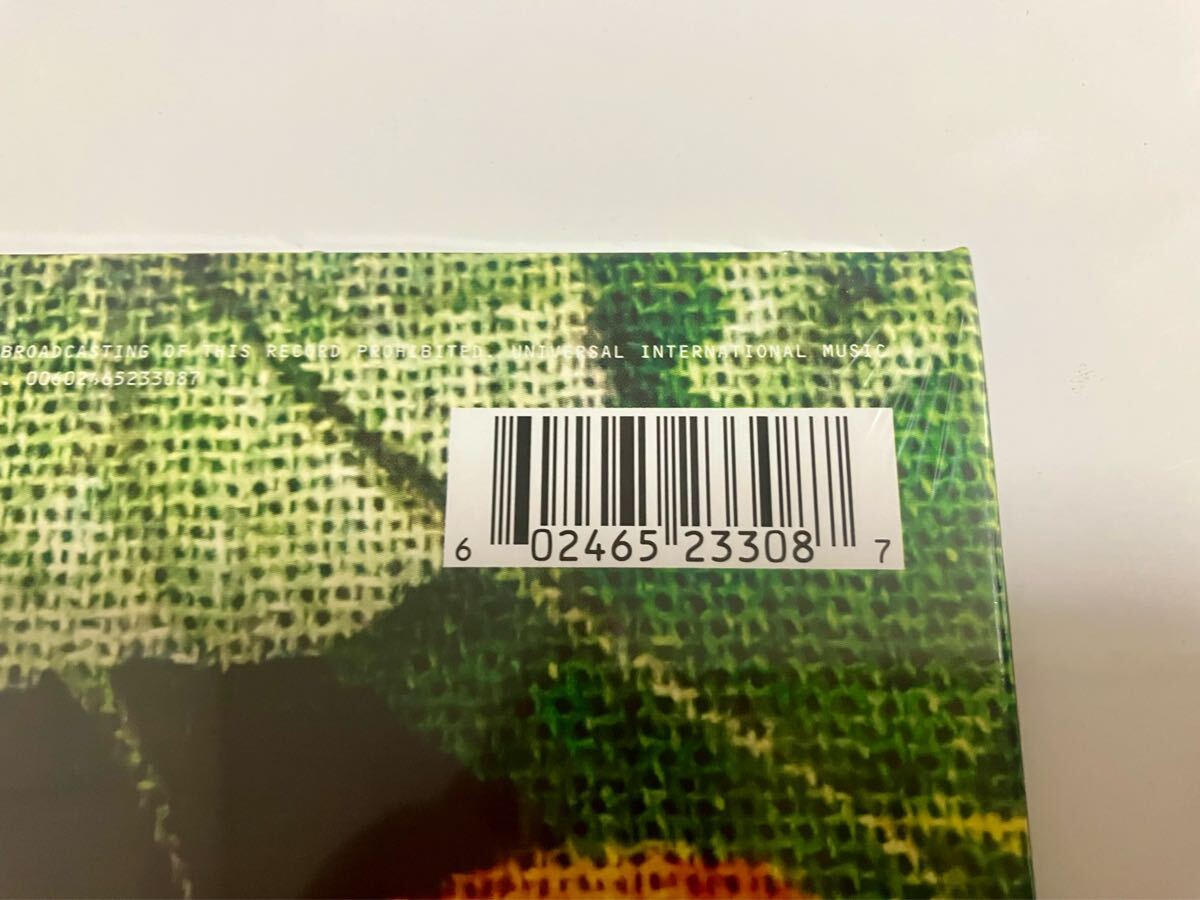 BROADCASTING OF THIS RECORD PROHIBITED. UNIVERSAL INTERNATIONAL MUSIC
. 00602465233087
6 02465 23308 7